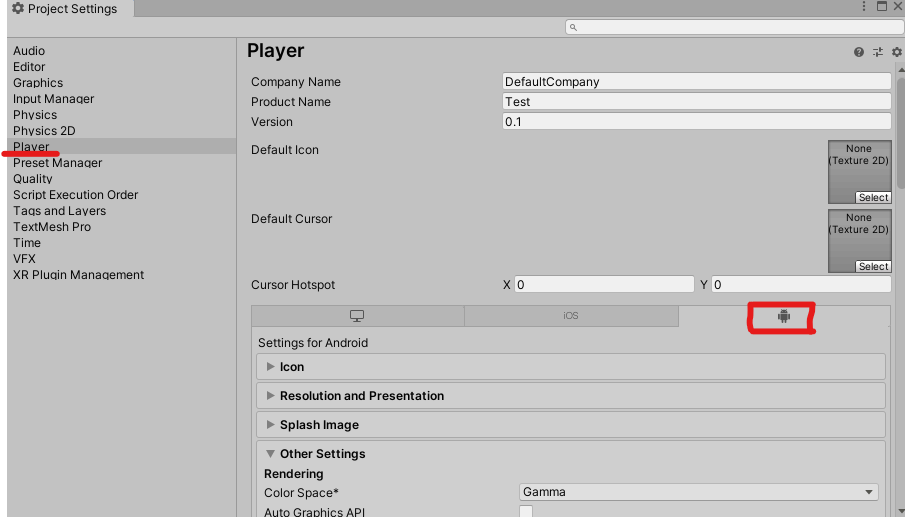 Project Settings
Audio
Editor
Graphics
Input Manager
Physics
Physics 2D
Player
Preset Manager
Quality
Script Execution Order
Tags and Layers
TextMesh Pro
Time
VFX
XR Plugin Management
Player
Company Name DefaultCompany
Product Name Test
Version 0.1
Default Icon
None
(Texture 2D)
Select
Default Cursor
None
(Texture 2D)
Select
Cursor Hotspot X 0 Y 0
iOS
Settings for Android
Icon
Resolution and Presentation
Splash Image
Other Settings
Rendering
Color Space* Gamma
Auto Graphics API